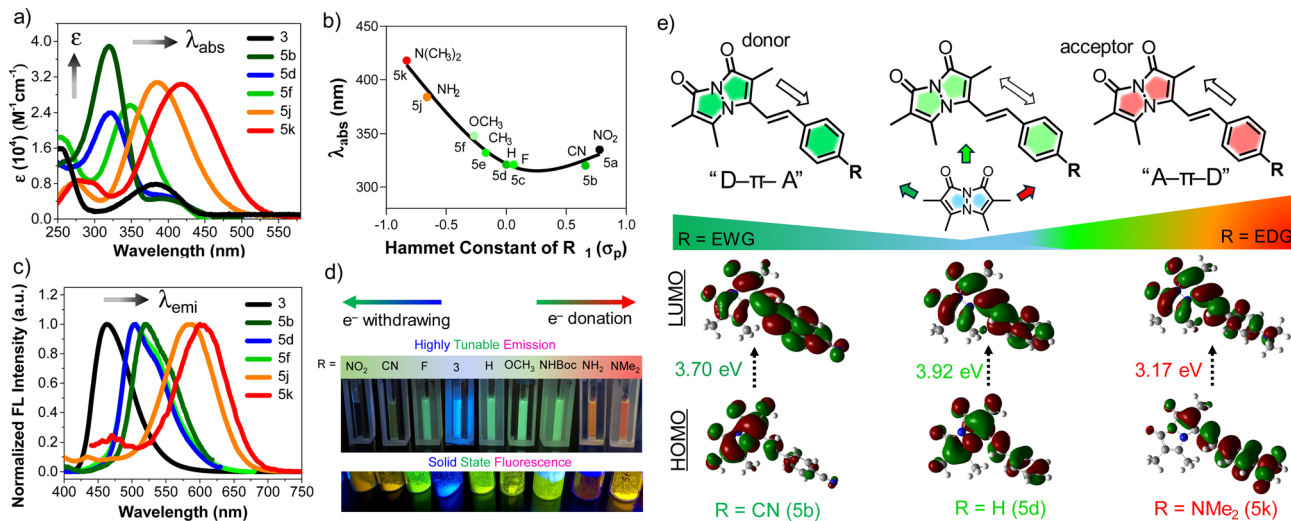 a)
ε
λabs
3
5b
5d
5f
5j
5k
ε (10⁴) (M⁻¹cm⁻¹)
4.0
3.2
2.4
1.6
0.8
0.0
250 300 350 400 450 500 550
Wavelength (nm)
b)
λabs (nm)
450
400
350
300
N(CH₃)₂
5k
NH₂
5j
OCH₃
5f
CH₃
5e
H
5d
F
5c
CN
5b
NO₂
5a
-1.0 -0.5 0.0 0.5 1.0
Hammet Constant of R 1 (σp)
c)
λemi
3
5b
5d
5f
5j
5k
Normalized FL Intensity (a.u.)
1.0
0.8
0.6
0.4
0.2
0.0
400 450 500 550 600 650 700 750
Wavelength (nm)
d)
e⁻ withdrawing
e⁻ donation
Highly Tunable Emission
R = NO₂ CN F 3 H OCH₃ NHBoc NH₂ NMe₂
Solid State Fluorescence
e)
donor
acceptor
O
O
N
N
R
O
O
N
N
R
O
O
N
N
R
"D–π– A"
"A–π–D"
O
O
N
N
R = EWG
R = EDG
LUMO
3.70 eV
3.92 eV
3.17 eV
HOMO
R = CN (5b)
R = H (5d)
R = NMe₂ (5k)